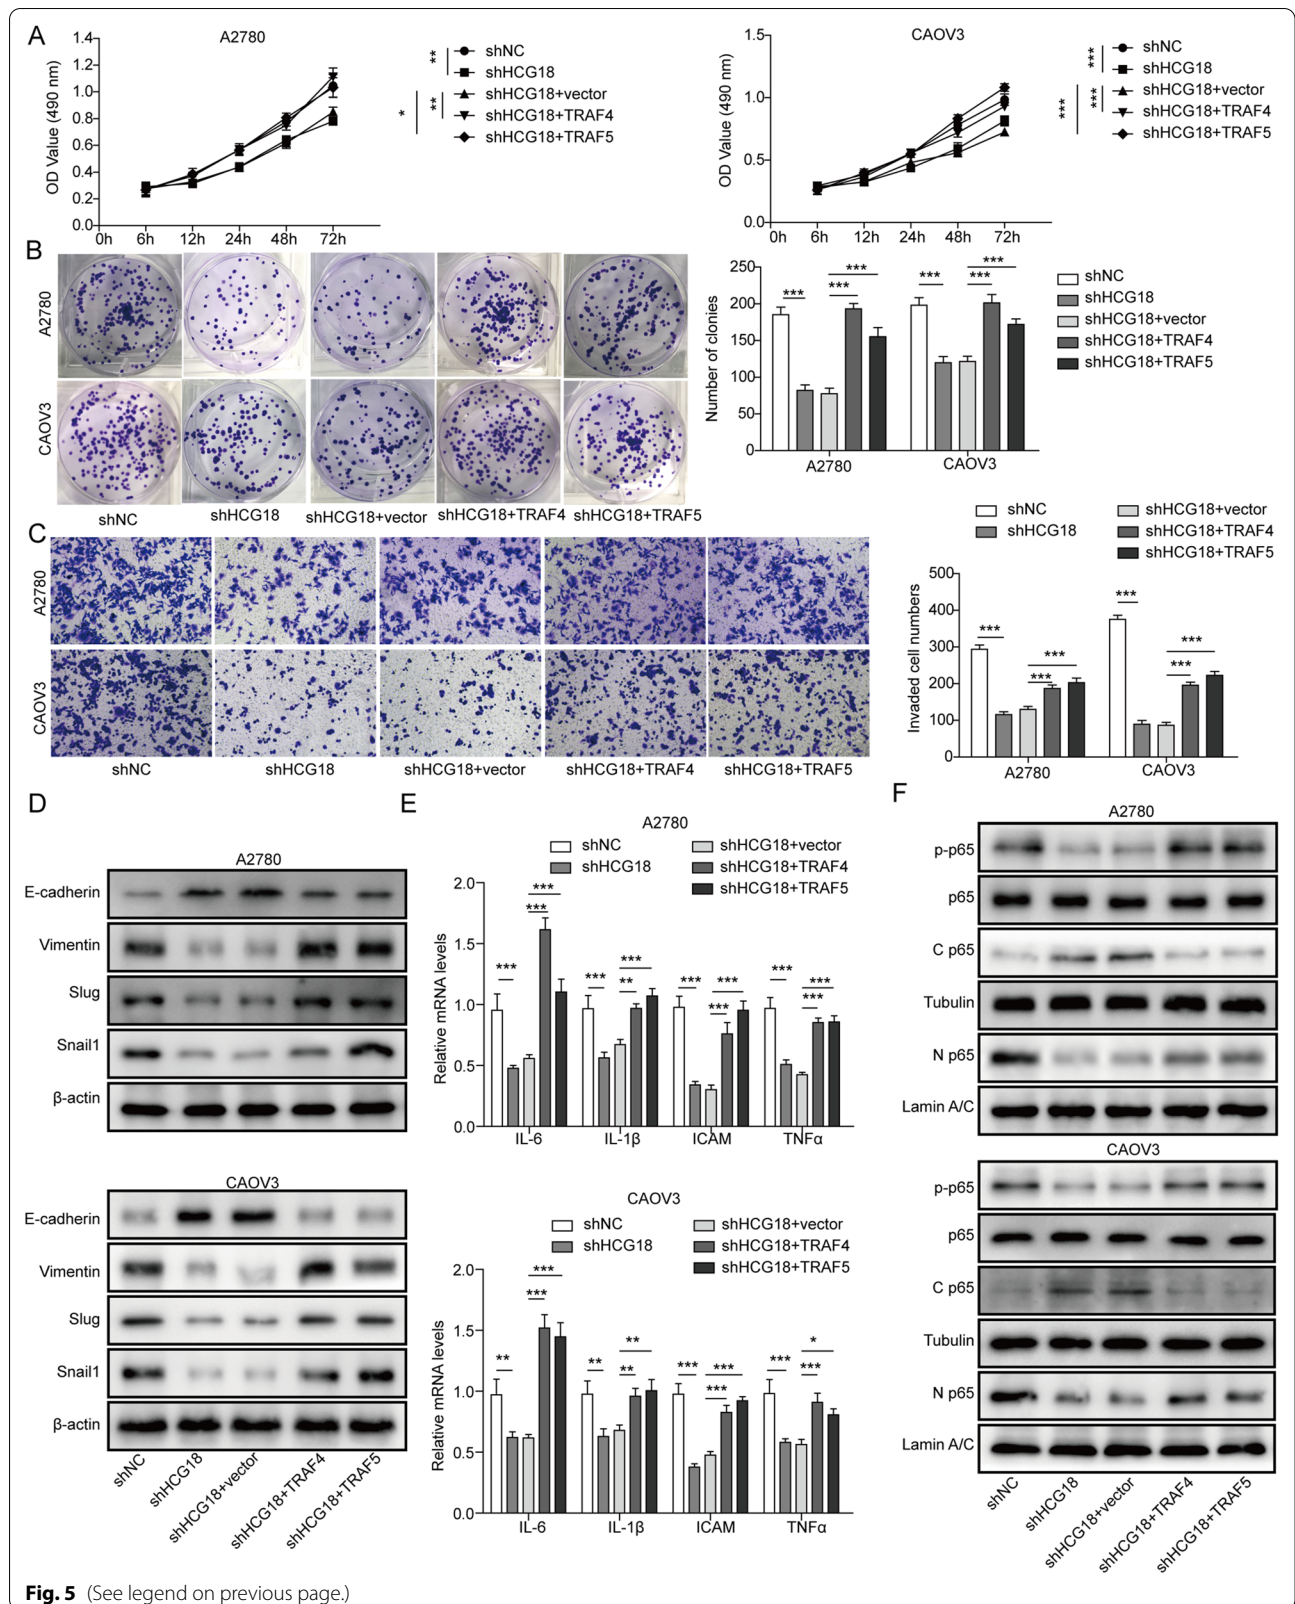 A
A2780
1.4
1.2
1.0
0.8
0.6
0.4
0.2
0.0
OD Value (490 nm)
0h 6h 12h 24h 48h 72h
** shNC
shHCG18
shHCG18+vector
* ** shHCG18+TRAF4
shHCG18+TRAF5
CAOV3
1.5
1.0
0.5
0.0
OD Value (490 nm)
0h 6h 12h 24h 48h 72h
*** shNC
shHCG18
shHCG18+vector
*** *** shHCG18+TRAF4
shHCG18+TRAF5
B
A2780
CAOV3
shNC shHCG18 shHCG18+vector shHCG18+TRAF4 shHCG18+TRAF5
250
200
150
100
50
0
Number of clonies
*** *** *** *** *** ***
A2780 CAOV3
shNC
shHCG18
shHCG18+vector
shHCG18+TRAF4
shHCG18+TRAF5
C
A2780
CAOV3
shNC shHCG18 shHCG18+vector shHCG18+TRAF4 shHCG18+TRAF5
shNC shHCG18+vector
shHCG18 shHCG18+TRAF4
shHCG18+TRAF5
500
400
300
200
100
0
Invaded cell numbers
*** *** *** *** *** ***
A2780 CAOV3
D
A2780
E-cadherin
Vimentin
Slug
Snail1
β-actin
CAOV3
E-cadherin
Vimentin
Slug
Snail1
β-actin
shNC shHCG18 shHCG18+vector shHCG18+TRAF4 shHCG18+TRAF5
E
A2780
shNC shHCG18+vector
shHCG18 shHCG18+TRAF4
shHCG18+TRAF5
2.0
1.5
1.0
0.5
0.0
Relative mRNA levels
*** *** *** *** ** *** *** *** *** *** *** ***
IL-6 IL-1β ICAM TNFα
CAOV3
shNC shHCG18+vector
shHCG18 shHCG18+TRAF4
shHCG18+TRAF5
2.0
1.5
1.0
0.5
0.0
Relative mRNA levels
** *** *** ** ** ** *** *** *** *** *** *
IL-6 IL-1β ICAM TNFα
F
A2780
p-p65
p65
C p65
Tubulin
N p65
Lamin A/C
CAOV3
p-p65
p65
C p65
Tubulin
N p65
Lamin A/C
shNC shHCG18 shHCG18+vector shHCG18+TRAF4 shHCG18+TRAF5
Fig. 5 (See legend on previous page.)